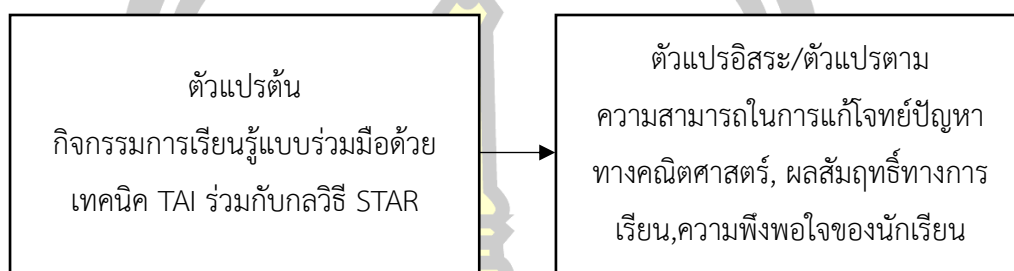 ตัวแปรต้น
กิจกรรมการเรียนรู้แบบร่วมมือด้วย
เทคนิค TAI ร่วมกับกลวิธี STAR
ตัวแปรอิสระ/ตัวแปรตาม
ความสามารถในการแก้โจทย์ปัญหา
ทางคณิตศาสตร์, ผลสัมฤทธิ์ทางการ
เรียน,ความพึงพอใจของนักเรียน